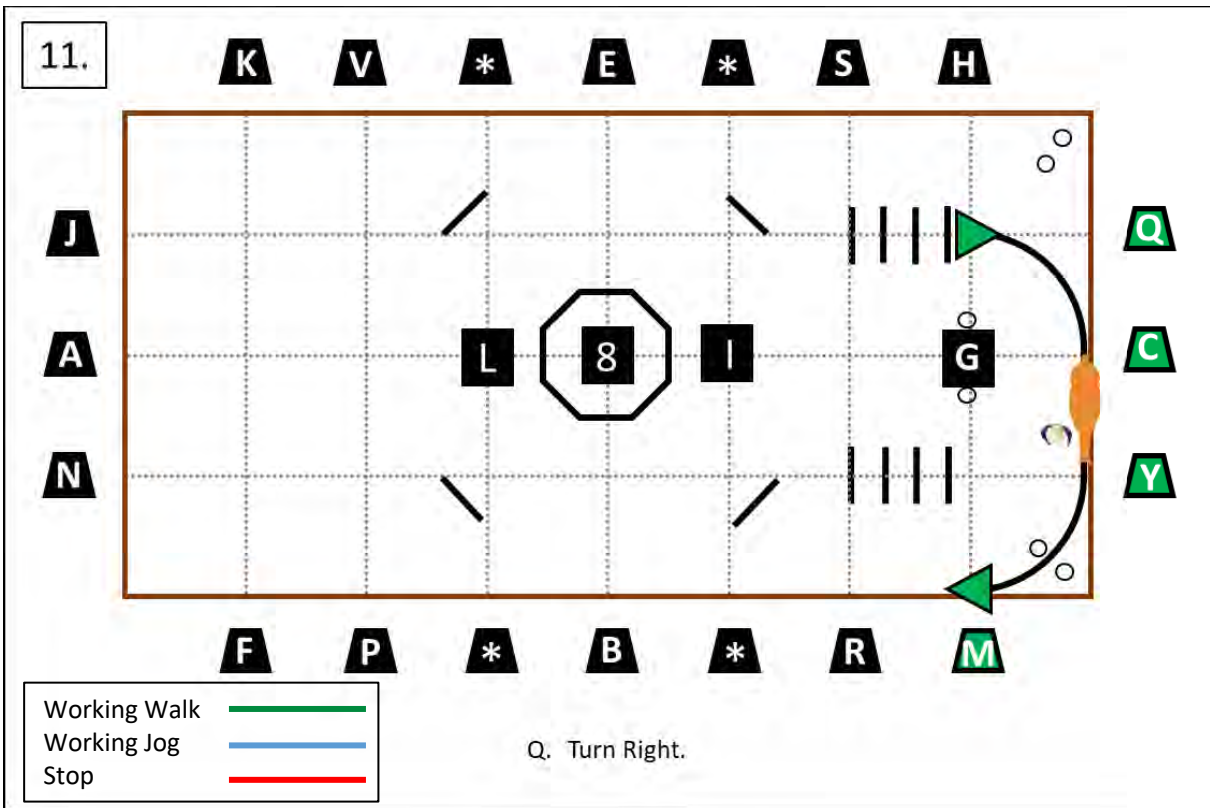 11.
K V * E * S H
J Q
L 8 I G
A C
N Y
F P * B * R M
Working Walk
Working Jog
Stop
Q. Turn Right.